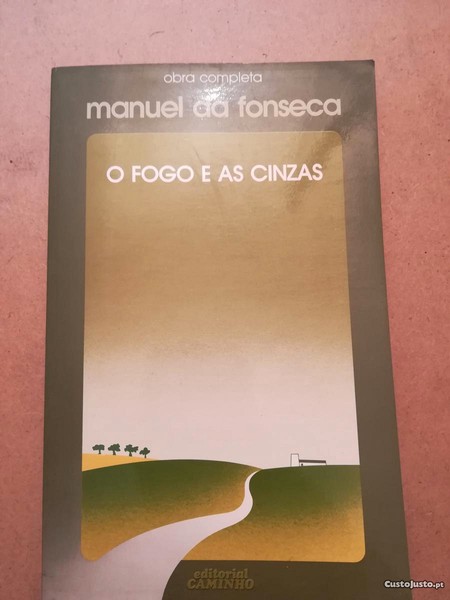 obra completa
manuel da fonseca
O FOGO E AS CINZAS
editorial
CAMINHO
CustoJusto.pt